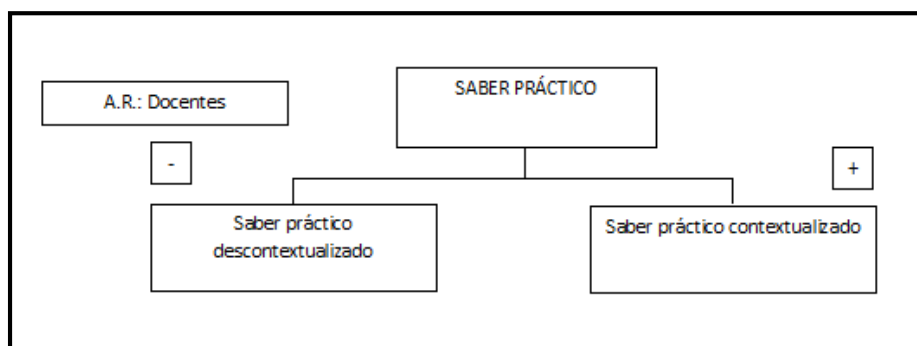 SABER PRÁCTICO
A.R.: Docentes
-
+
Saber práctico
descontextualizado
Saber práctico contextualizado